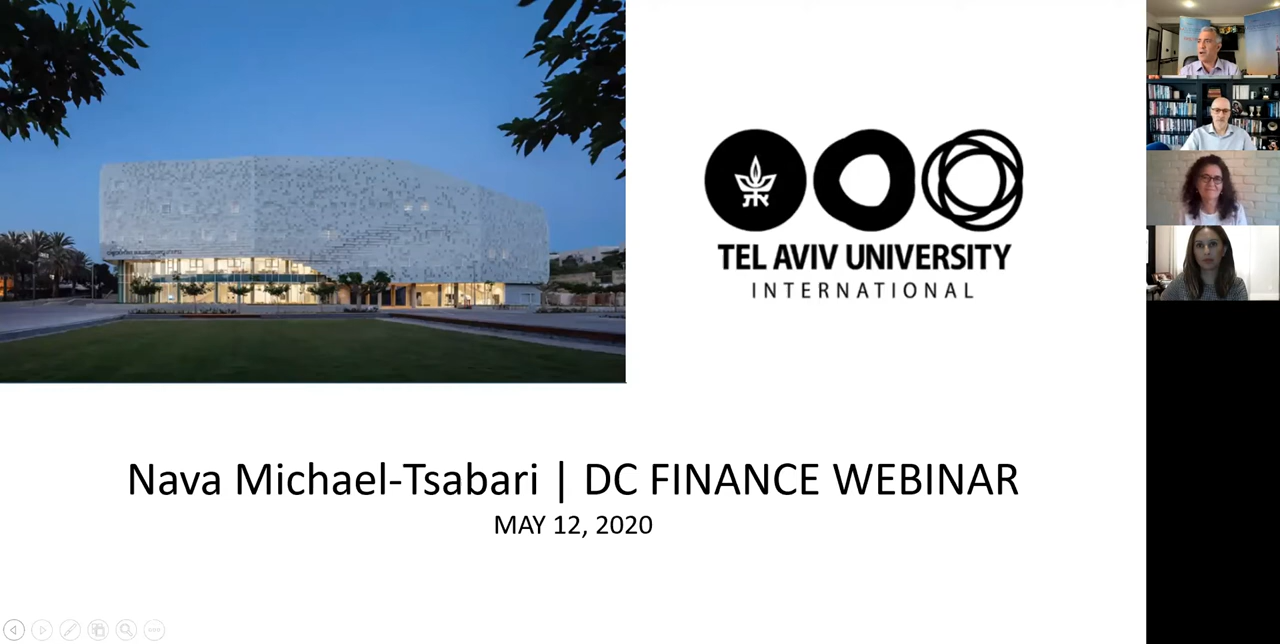 TEL AVIV UNIVERSITY
INTERNATIONAL
Nava Michael-Tsabari | DC FINANCE WEBINAR
MAY 12, 2020